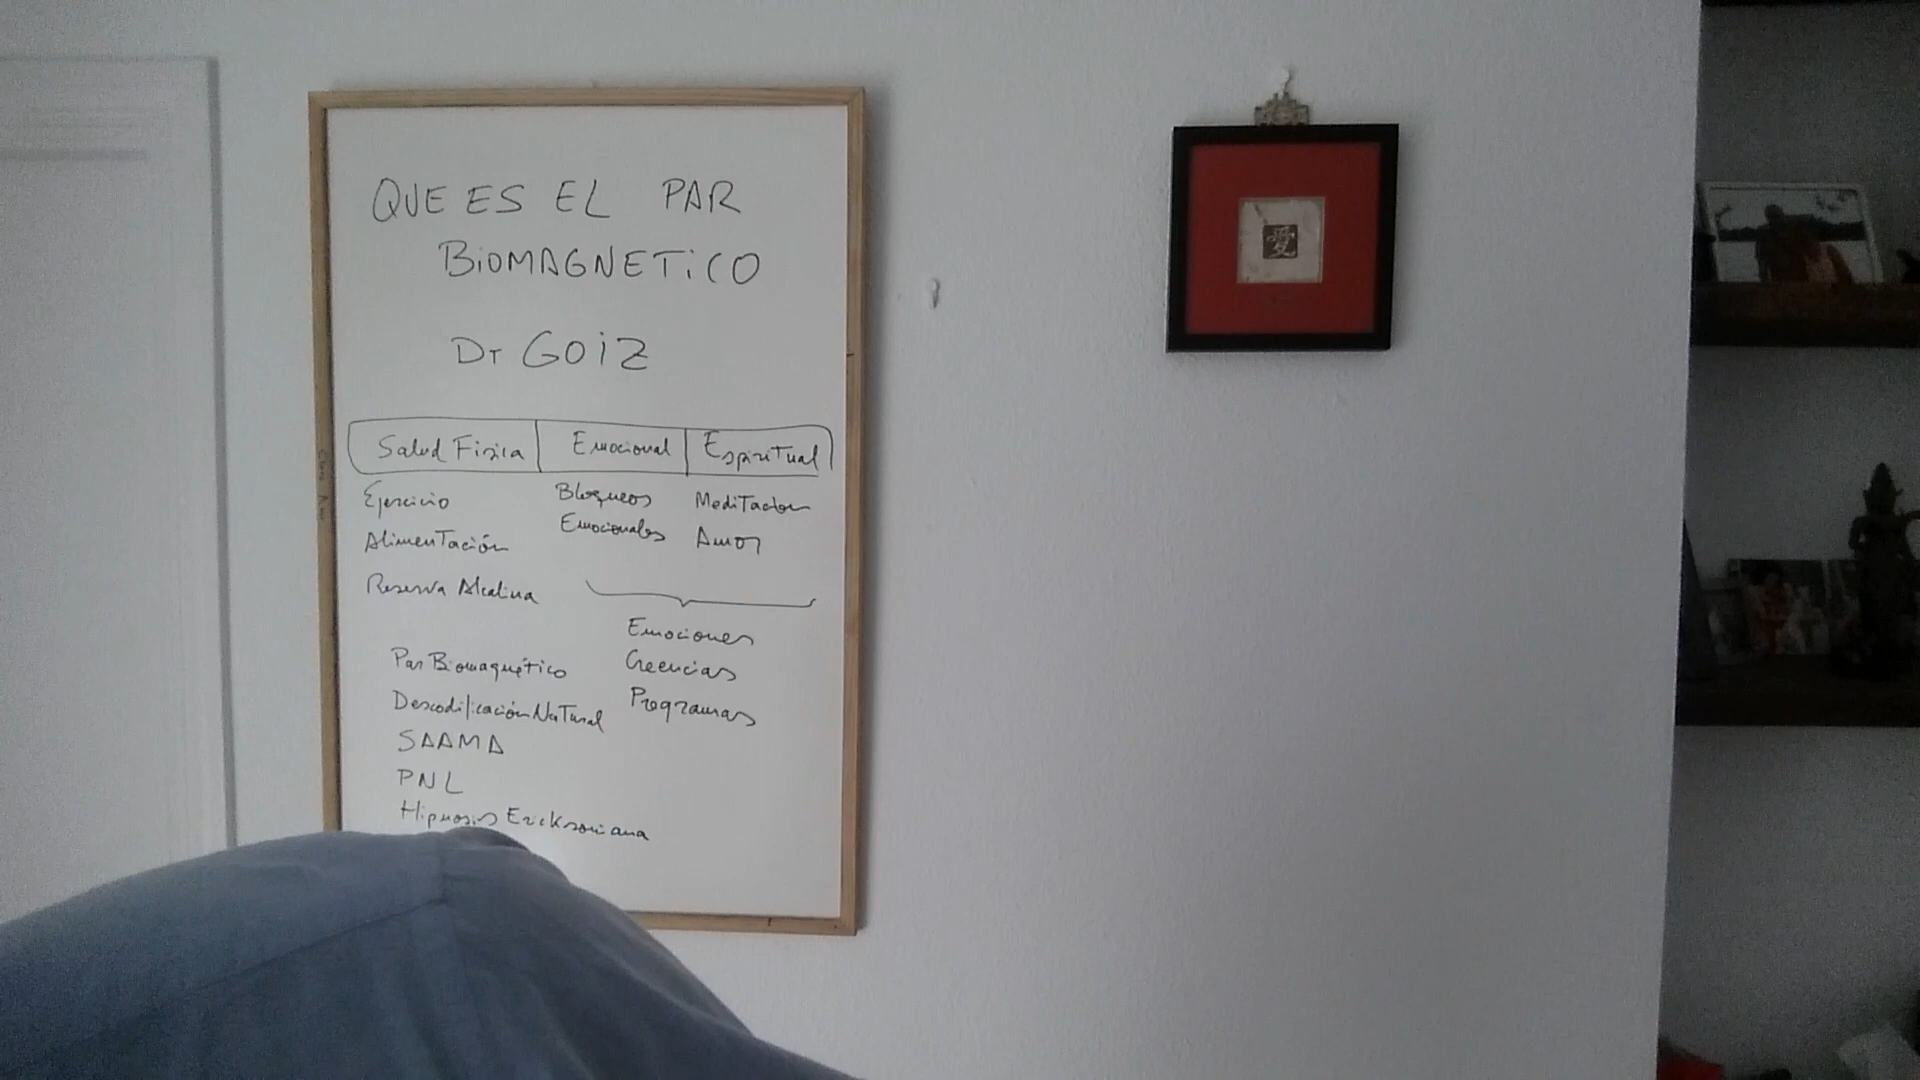 QUE ES EL PAR
BiOMAGNETiCO
Dr GOiZ
Salud Fisica Emocional Espiritual
Ejercicio
Alimentación
Reserva Alcalina
Bloqueos
Emocionales
Meditacion
Amor
Emociones
Creencias
Programas
Par Biomagnético
Descodificación Natural
SAAMA
PNL
Hipnosis Ericksoniana
愛